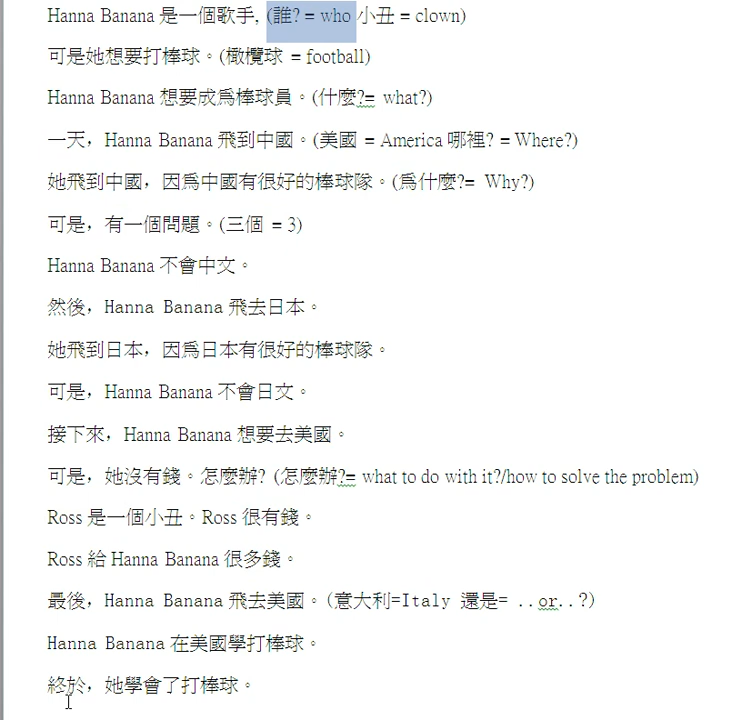 Hanna Banana 是一個歌手, (誰? = who 小丑 = clown)
可是她想要打棒球。(橄欖球 = football)
Hanna Banana 想要成爲棒球員。(什麼?= what?)
一天，Hanna Banana 飛到中國。(美國 = America 哪裡? = Where?)
她飛到中國，因爲中國有很好的棒球隊。(爲什麼?= Why?)
可是，有一個問題。(三個 = 3)
Hanna Banana 不會中文。
然後，Hanna Banana 飛去日本。
她飛到日本，因爲日本有很好的棒球隊。
可是，Hanna Banana 不會日文。
接下來，Hanna Banana 想要去美國。
可是，她沒有錢。怎麼辦? (怎麼辦?= what to do with it?/how to solve the problem)
Ross 是一個小丑。Ross 很有錢。
Ross 給 Hanna Banana 很多錢。
最後，Hanna Banana 飛去美國。(意大利=Italy 還是= ..or..?)
Hanna Banana 在美國學打棒球。
終於，她學會了打棒球。